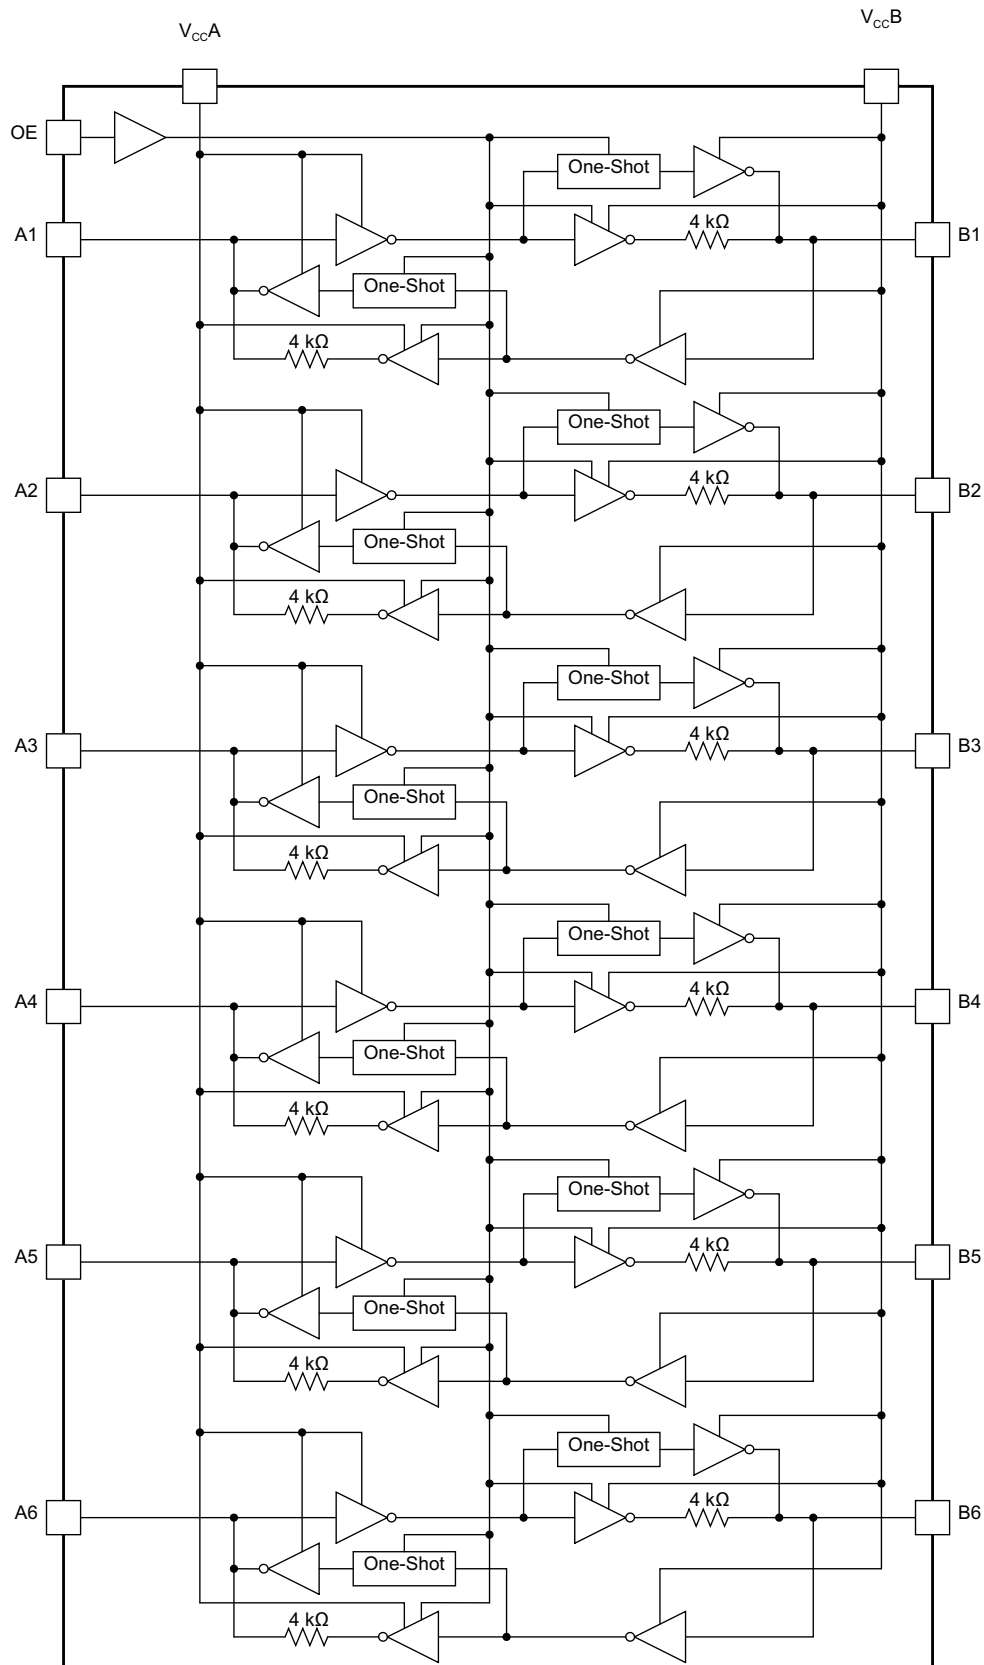 VCCA
VCCB
OE
One-Shot
A1
4 kΩ
B1
One-Shot
4 kΩ
One-Shot
A2
4 kΩ
B2
One-Shot
4 kΩ
One-Shot
A3
4 kΩ
B3
One-Shot
4 kΩ
One-Shot
A4
4 kΩ
B4
One-Shot
4 kΩ
One-Shot
A5
4 kΩ
B5
One-Shot
4 kΩ
One-Shot
A6
4 kΩ
B6
One-Shot
4 kΩ